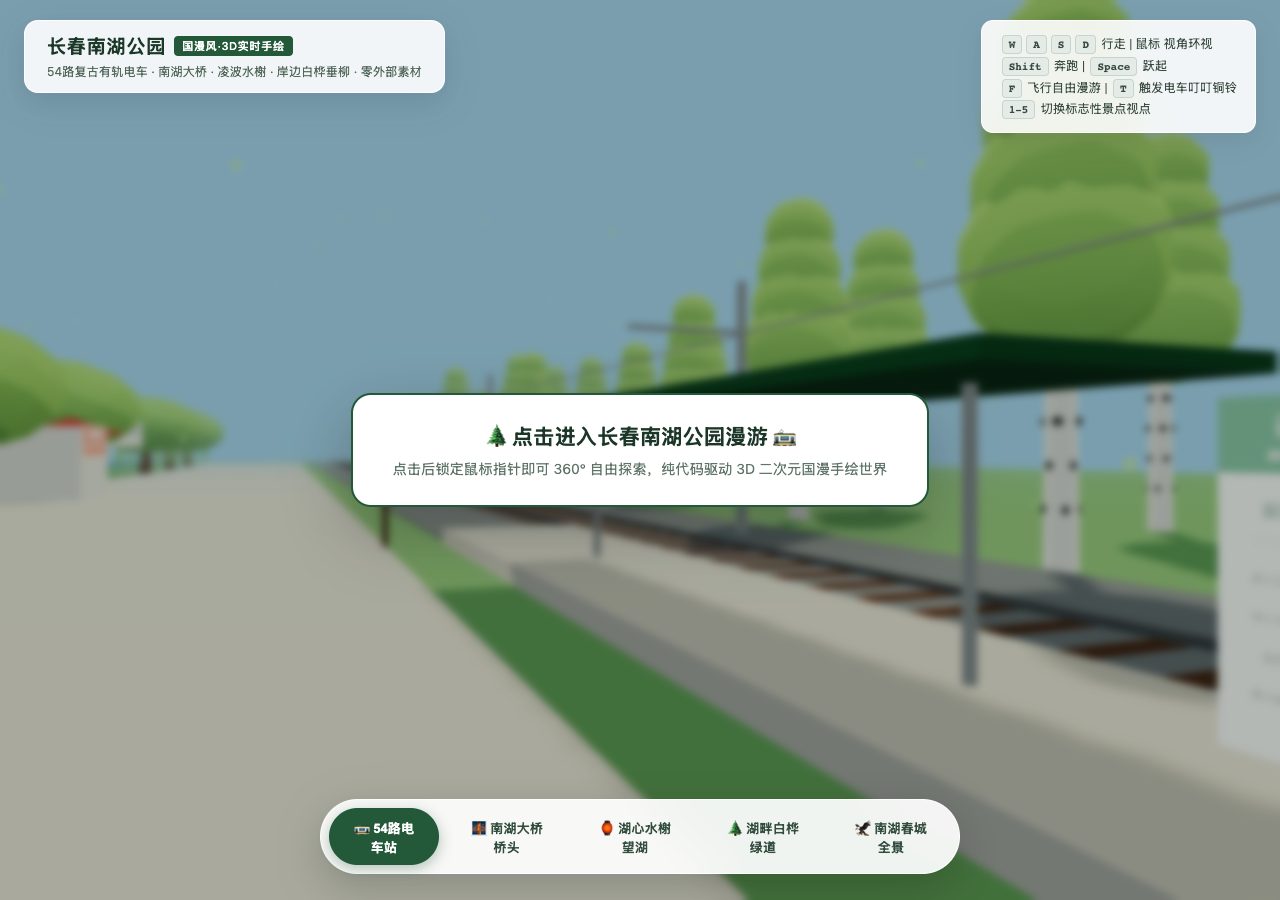 长春南湖公园 国漫风·3D实时手绘
54路复古有轨电车 · 南湖大桥 · 凌波水榭 · 岸边白桦垂柳 · 零外部素材
W A S D 行走 | 鼠标 视角环视
Shift 奔跑 | Space 跃起
F 飞行自由漫游 | T 触发电车叮叮铜铃
1-5 切换标志性景点视点
🌲 点击进入长春南湖公园漫游 🚋
点击后锁定鼠标指针即可 360° 自由探索，纯代码驱动 3D 二次元国漫手绘世界
54路电
车站
南湖大桥
桥头
湖心水榭
望湖
湖畔白桦
绿道
南湖春城
全景